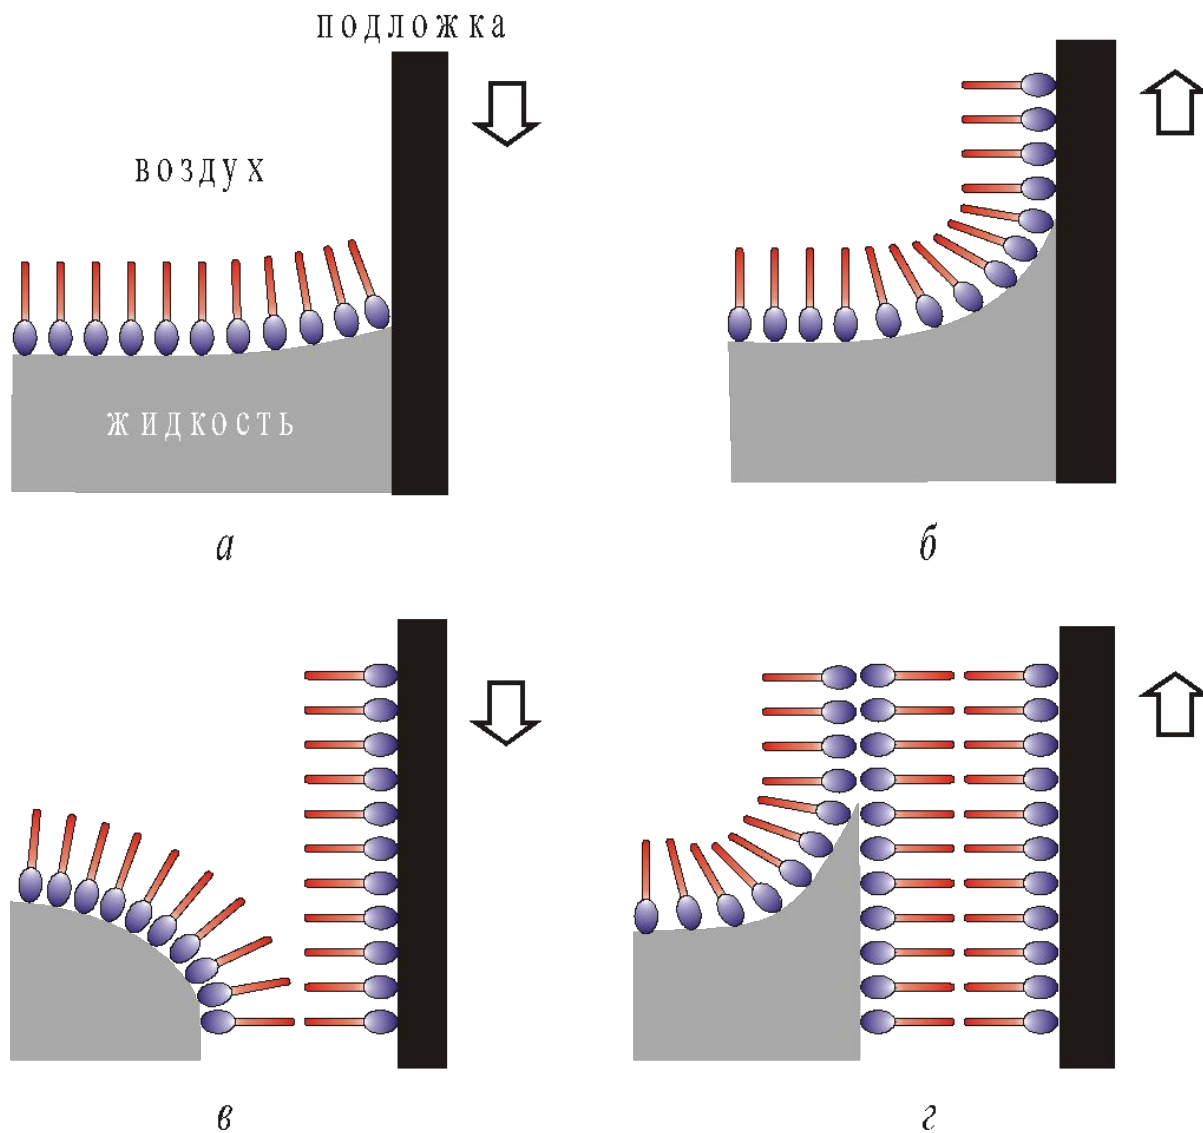 подложка
воздух
жидкость
а
б
в
г